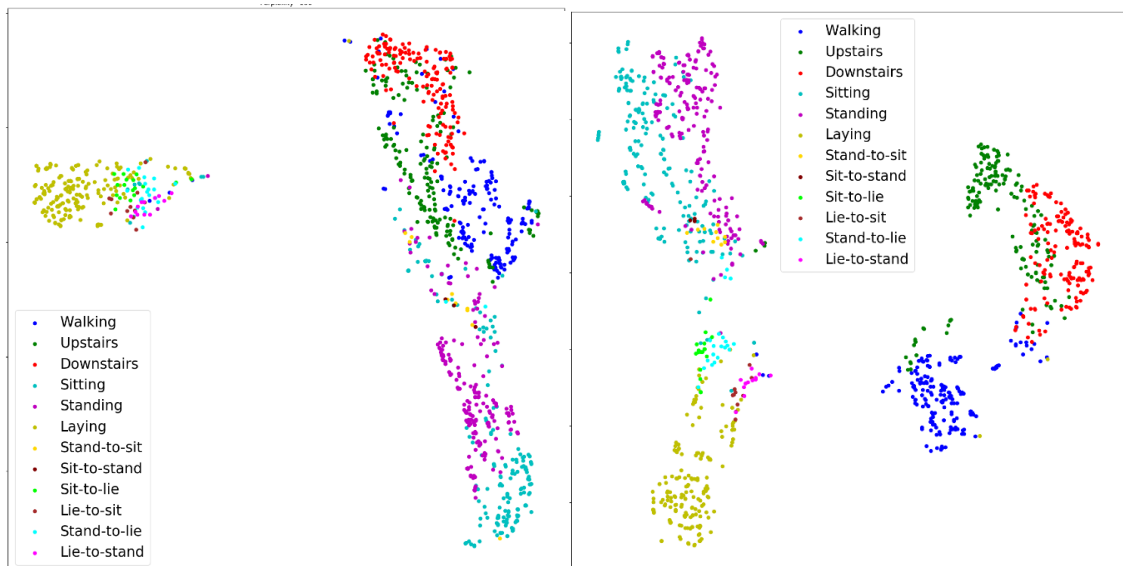 Walking
Upstairs
Downstairs
Sitting
Standing
Laying
Stand-to-sit
Sit-to-stand
Sit-to-lie
Lie-to-sit
Stand-to-lie
Lie-to-stand
Walking
Upstairs
Downstairs
Sitting
Standing
Laying
Stand-to-sit
Sit-to-stand
Sit-to-lie
Lie-to-sit
Stand-to-lie
Lie-to-stand